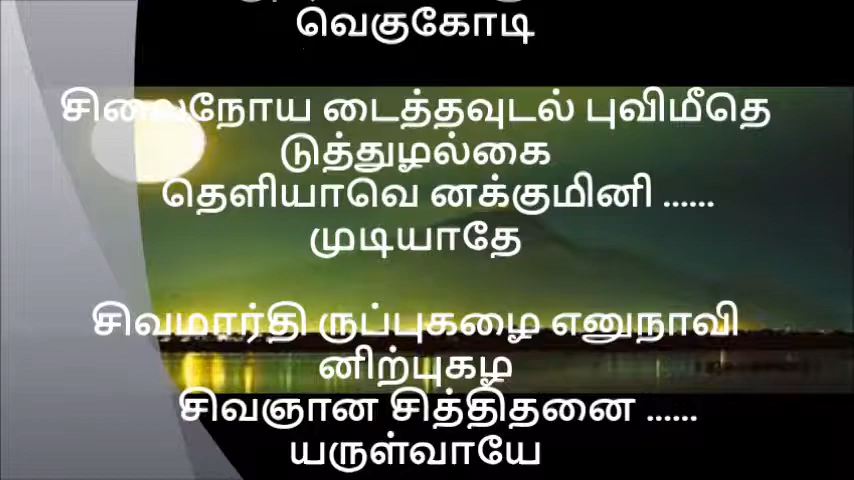 வெகுகோடி
சிலைநோய டைத்தவுடல் புவிமீதெ
டுத்துழல்கை
தெளியாவெ னக்குமினி ......
முடியாதே
சிவமார்தி ருப்புகழை எனுநாவி
னிற்புகழ
சிவஞான சித்திதனை ......
யருள்வாயே